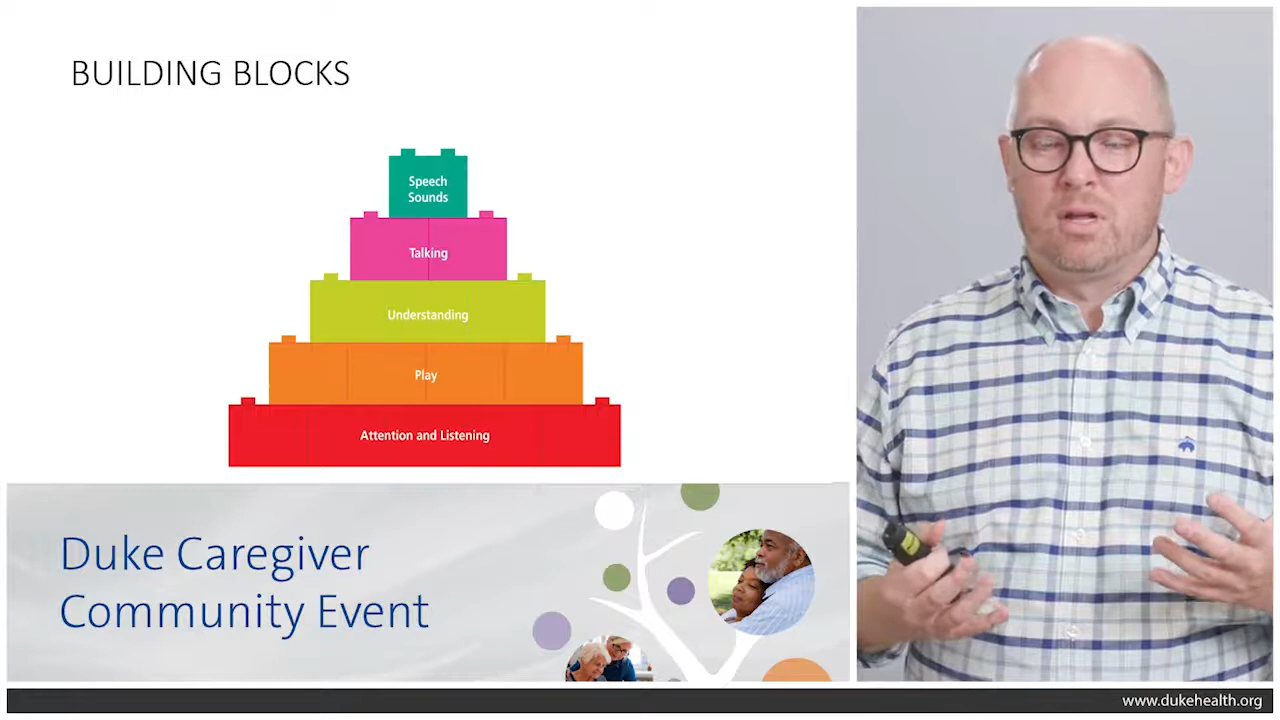 BUILDING BLOCKS
Speech
Sounds
Talking
Understanding
Play
Attention and Listening
Duke Caregiver
Community Event
www.dukehealth.org